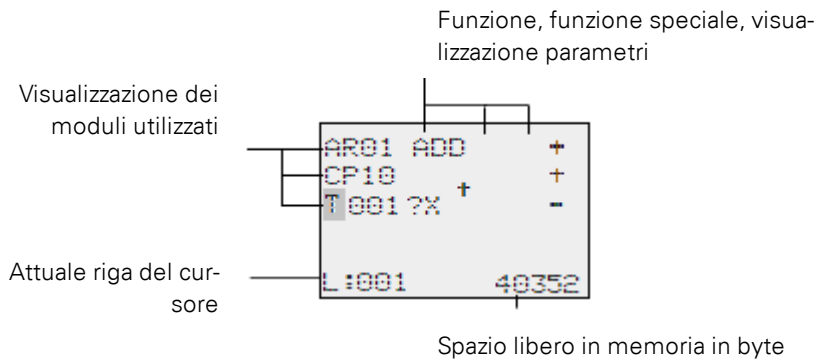 Funzione, funzione speciale, visua-
lizzazione parametri
Visualizzazione dei
moduli utilizzati
AR01 ADD +
CP10 +
+
T 001 ?X -
Attuale riga del cur-
sore
L:001 40352
Spazio libero in memoria in byte